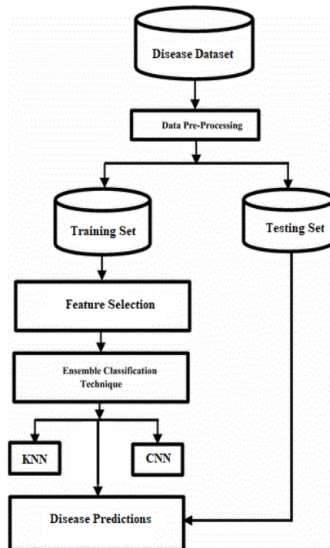 Disease Dataset
Data Pre-Processing
Training Set
Testing Set
Feature Selection
Ensemble Classification
Technique
KNN
CNN
Disease Predictions